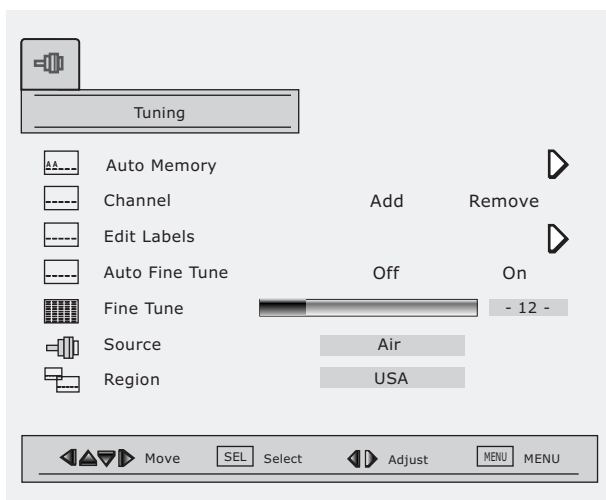 Tuning
AA---
Auto Memory
Channel Add Remove
Edit Labels
Auto Fine Tune Off On
Fine Tune - 12 -
Source Air
Region USA
Move SEL Select Adjust MENU MENU